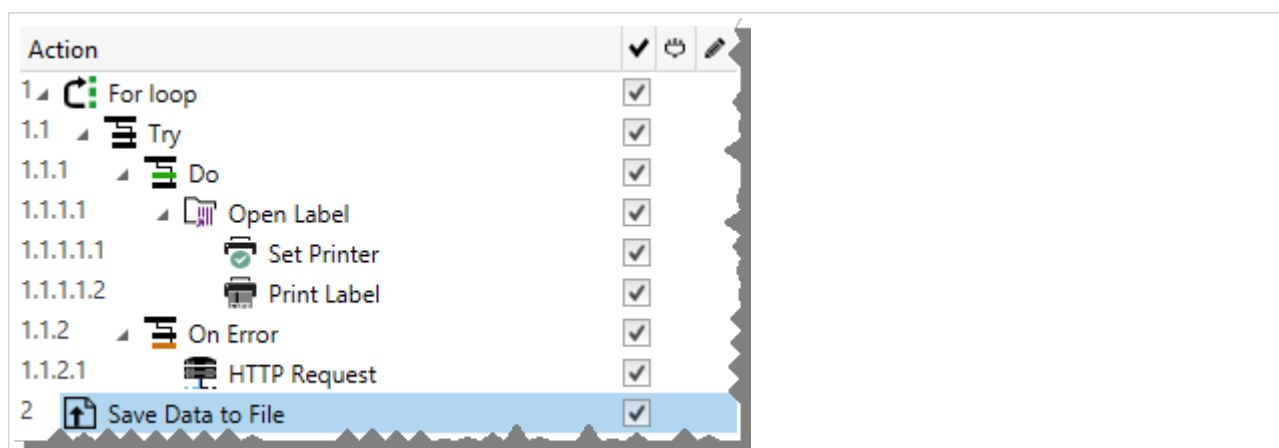 Action
1 For loop
1.1 Try
1.1.1 Do
1.1.1.1 Open Label
1.1.1.1.1 Set Printer
1.1.1.1.2 Print Label
1.1.2 On Error
1.1.2.1 HTTP Request
2 Save Data to File